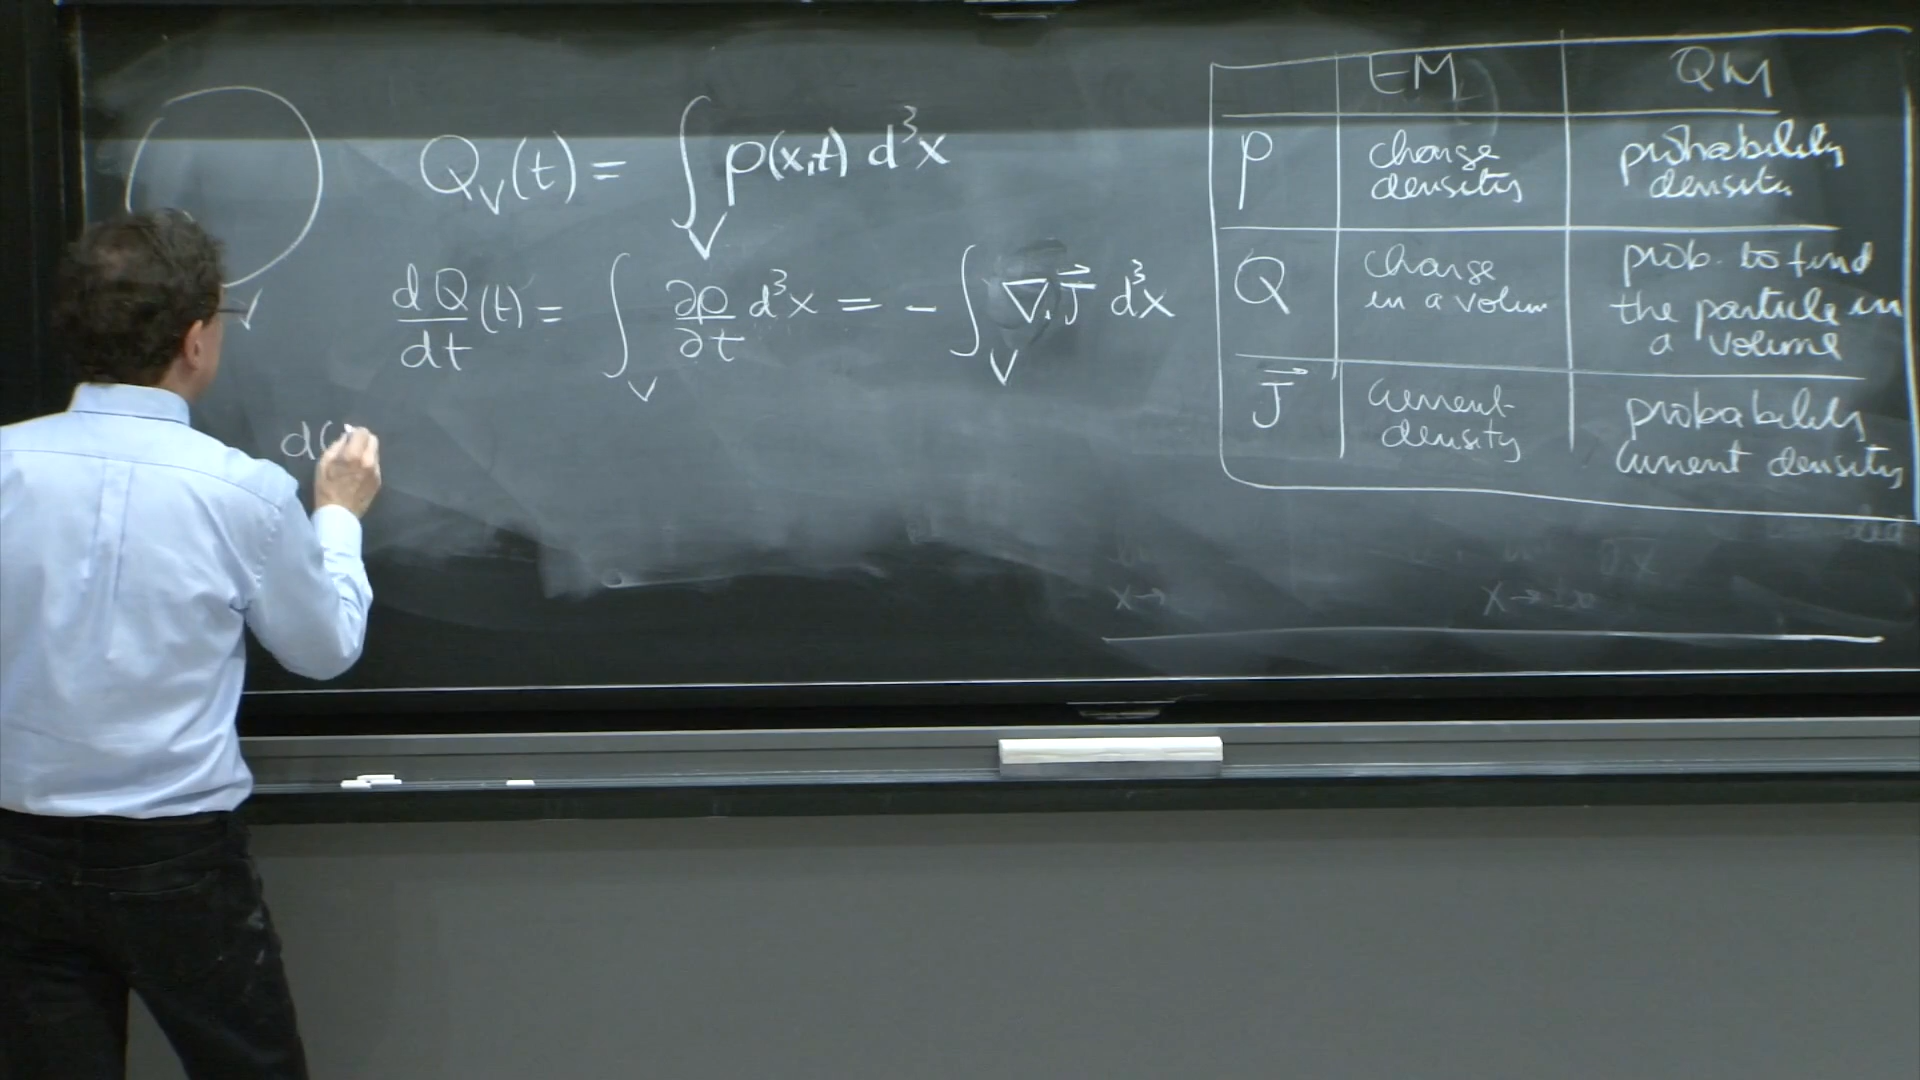 Q_V(t) = ∫_V ρ(x,t) d³x
dQ/dt (t) = ∫_V ∂ρ/∂t d³x = - ∫_V ∇·J⃗ d³x
V
d
EM QM
ρ charge density probability density
Q charge in a volum prob. to find the particle in a volume
J⃗ current density probability current density
x→ x→